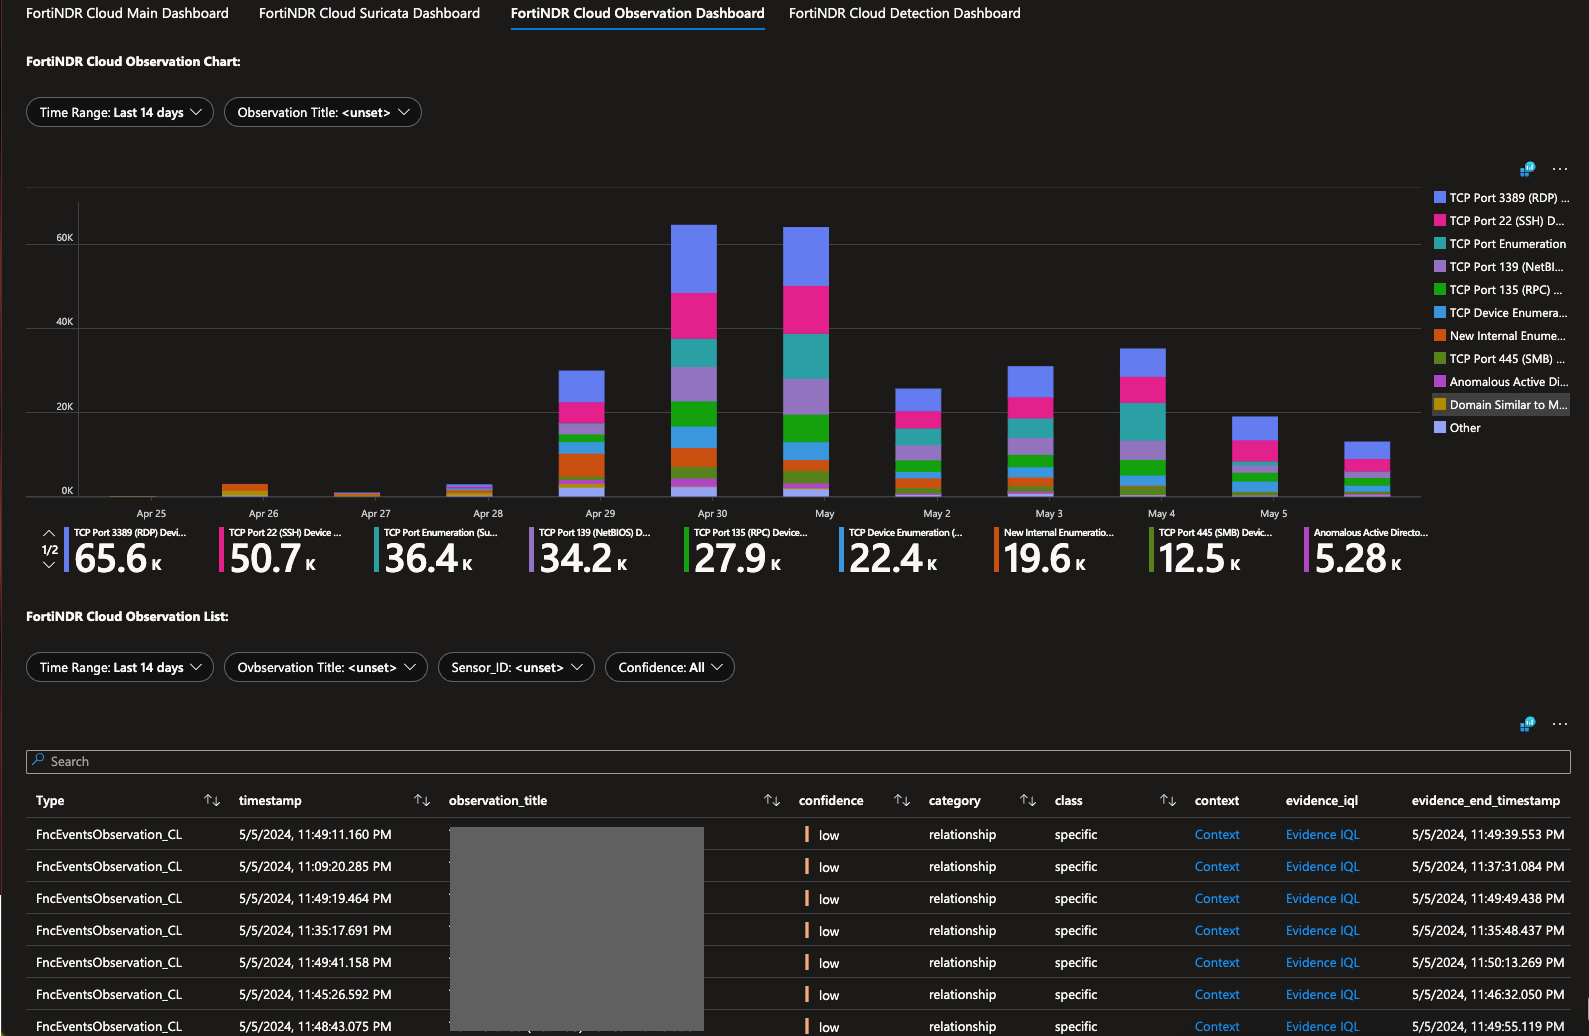 FortiNDR Cloud Main Dashboard FortiNDR Cloud Suricata Dashboard FortiNDR Cloud Observation Dashboard FortiNDR Cloud Detection Dashboard
FortiNDR Cloud Observation Chart:
Time Range: Last 14 days Observation Title: <unset>
60K
40K
20K
0K
Apr 25 Apr 26 Apr 27 Apr 28 Apr 29 Apr 30 May May 2 May 3 May 4 May 5
TCP Port 3389 (RDP) ...
TCP Port 22 (SSH) D...
TCP Port Enumeration
TCP Port 139 (NetBI...
TCP Port 135 (RPC) ...
TCP Device Enumera...
New Internal Enume...
TCP Port 445 (SMB) ...
Anomalous Active Di...
Domain Similar to M...
Other
1/2
TCP Port 3389 (RDP) Devi... TCP Port 22 (SSH) Device ... TCP Port Enumeration (Su... TCP Port 139 (NetBIOS) D... TCP Port 135 (RPC) Device... TCP Device Enumeration (... New Internal Enumeratio... TCP Port 445 (SMB) Devic... Anomalous Active Directo...
65.6 K 50.7 K 36.4 K 34.2 K 27.9 K 22.4 K 19.6 K 12.5 K 5.28 K
FortiNDR Cloud Observation List:
Time Range: Last 14 days Ovbservation Title: <unset> Sensor_ID: <unset> Confidence: All
Search
Type timestamp observation_title confidence category class context evidence_iql evidence_end_timestamp
FncEventsObservation_CL 5/5/2024, 11:49:11.160 PM low relationship specific Context Evidence IQL 5/5/2024, 11:49:39.553 PM
FncEventsObservation_CL 5/5/2024, 11:09:20.285 PM low relationship specific Context Evidence IQL 5/5/2024, 11:37:31.084 PM
FncEventsObservation_CL 5/5/2024, 11:49:19.464 PM low relationship specific Context Evidence IQL 5/5/2024, 11:49:49.438 PM
FncEventsObservation_CL 5/5/2024, 11:35:17.691 PM low relationship specific Context Evidence IQL 5/5/2024, 11:35:48.437 PM
FncEventsObservation_CL 5/5/2024, 11:49:41.158 PM low relationship specific Context Evidence IQL 5/5/2024, 11:50:13.269 PM
FncEventsObservation_CL 5/5/2024, 11:45:26.592 PM low relationship specific Context Evidence IQL 5/5/2024, 11:46:32.050 PM
FncEventsObservation_CL 5/5/2024, 11:48:43.075 PM low relationship specific Context Evidence IQL 5/5/2024, 11:49:55.119 PM